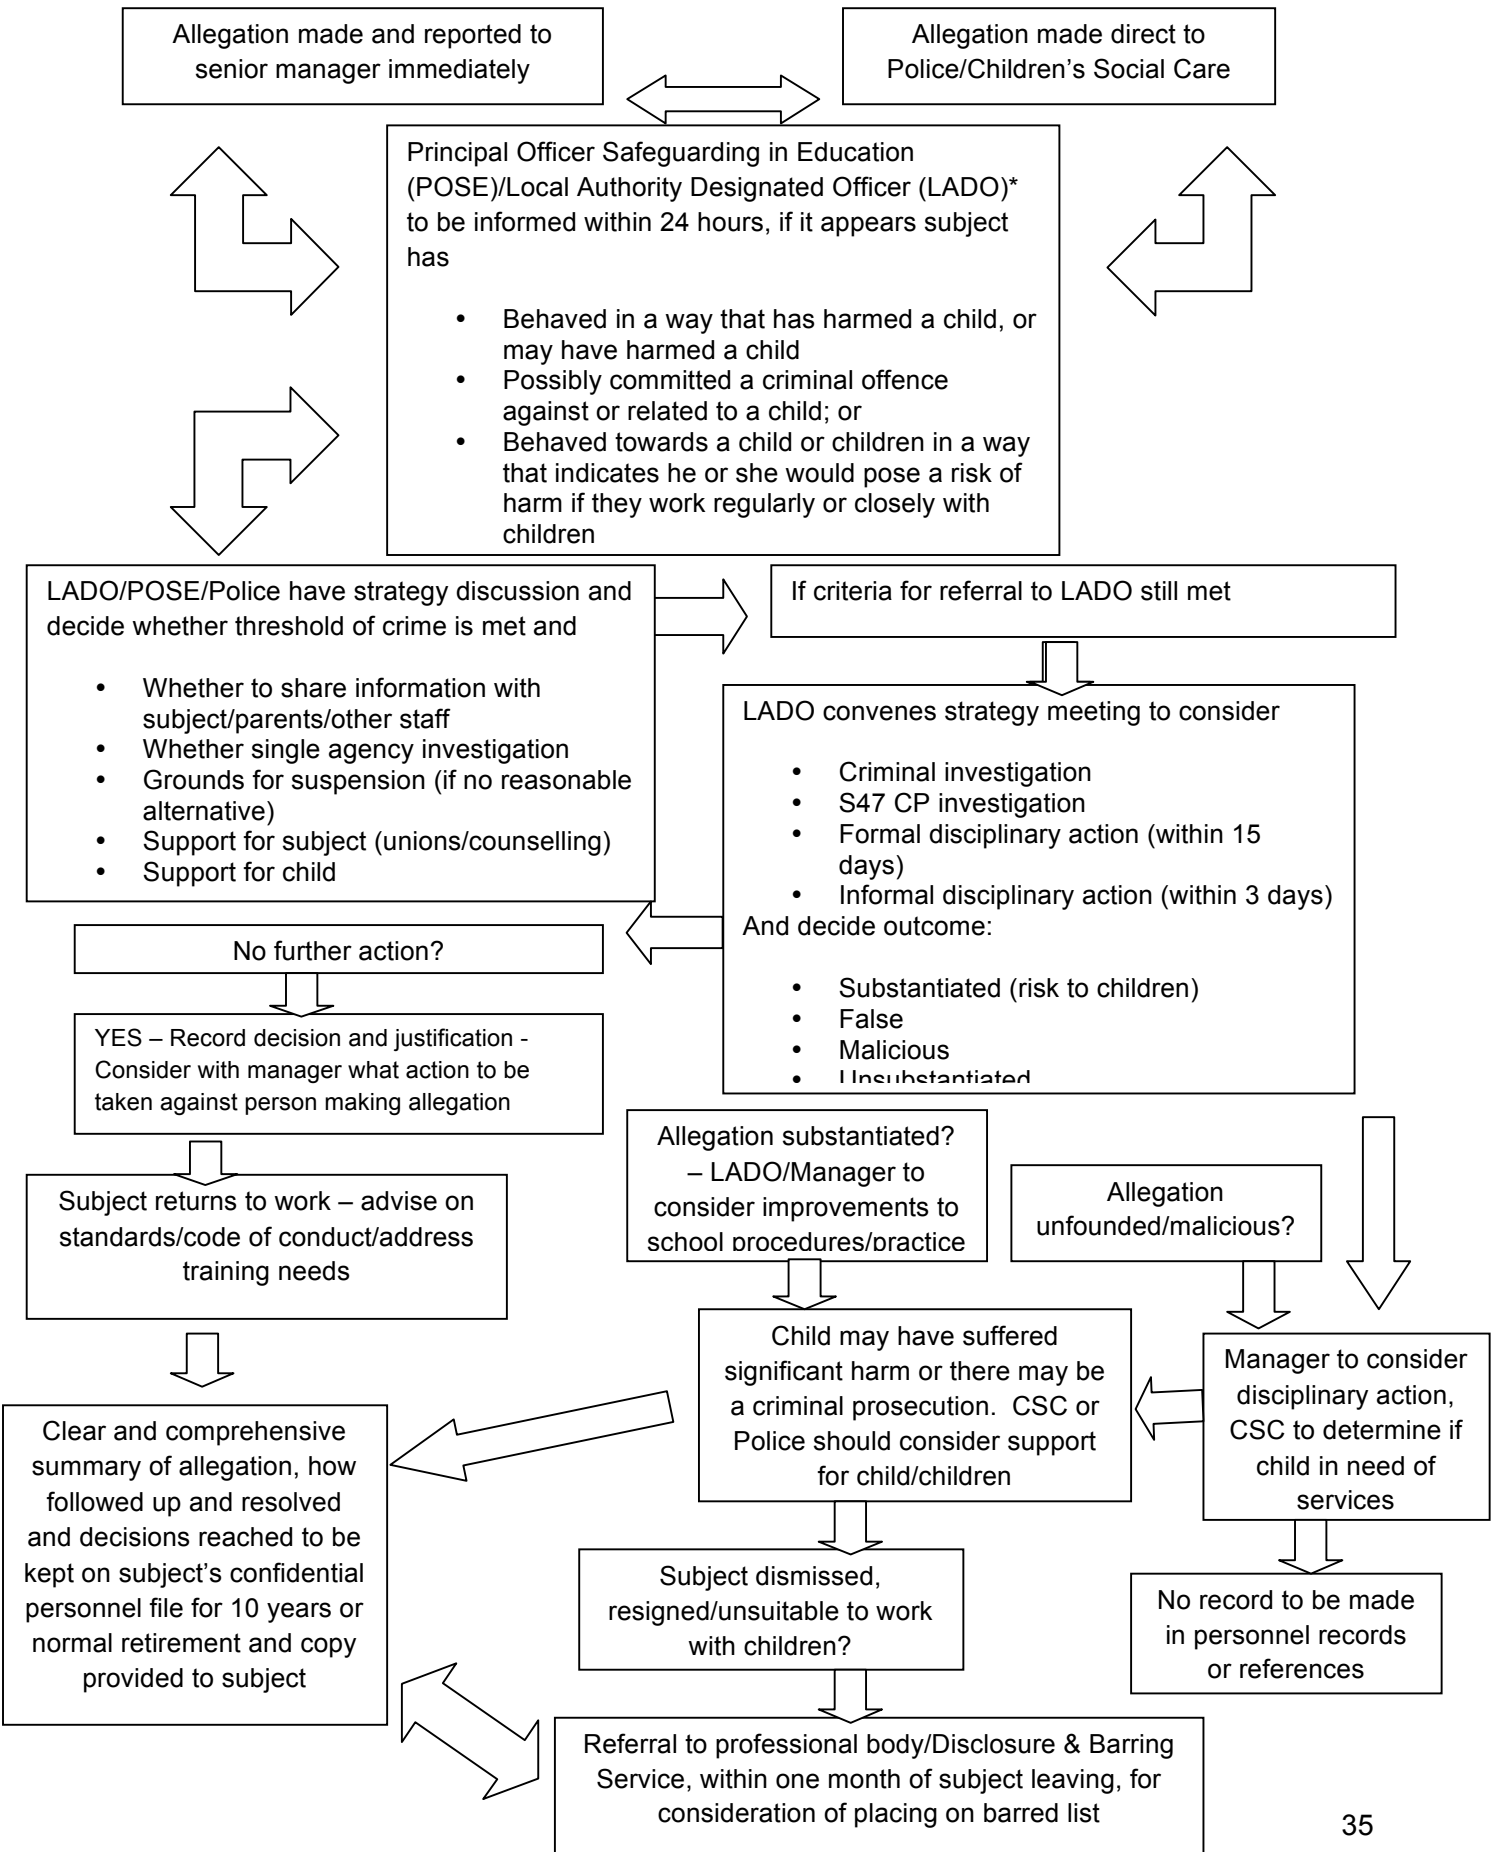 Allegation made and reported to
senior manager immediately
Allegation made direct to
Police/Children's Social Care
Principal Officer Safeguarding in Education
(POSE)/Local Authority Designated Officer (LADO)*
to be informed within 24 hours, if it appears subject
has
• Behaved in a way that has harmed a child, or
may have harmed a child
• Possibly committed a criminal offence
against or related to a child; or
• Behaved towards a child or children in a way
that indicates he or she would pose a risk of
harm if they work regularly or closely with
children
LADO/POSE/Police have strategy discussion and
decide whether threshold of crime is met and
• Whether to share information with
subject/parents/other staff
• Whether single agency investigation
• Grounds for suspension (if no reasonable
alternative)
• Support for subject (unions/counselling)
• Support for child
If criteria for referral to LADO still met
LADO convenes strategy meeting to consider
• Criminal investigation
• S47 CP investigation
• Formal disciplinary action (within 15
days)
• Informal disciplinary action (within 3 days)
And decide outcome:
• Substantiated (risk to children)
• False
• Malicious
• Unsubstantiated
No further action?
YES – Record decision and justification -
Consider with manager what action to be
taken against person making allegation
Subject returns to work – advise on
standards/code of conduct/address
training needs
Allegation substantiated?
– LADO/Manager to
consider improvements to
school procedures/practice
Allegation
unfounded/malicious?
Child may have suffered
significant harm or there may be
a criminal prosecution.  CSC or
Police should consider support
for child/children
Manager to consider
disciplinary action,
CSC to determine if
child in need of
services
Clear and comprehensive
summary of allegation, how
followed up and resolved
and decisions reached to be
kept on subject's confidential
personnel file for 10 years or
normal retirement and copy
provided to subject
Subject dismissed,
resigned/unsuitable to work
with children?
No record to be made
in personnel records
or references
Referral to professional body/Disclosure & Barring
Service, within one month of subject leaving, for
consideration of placing on barred list
35